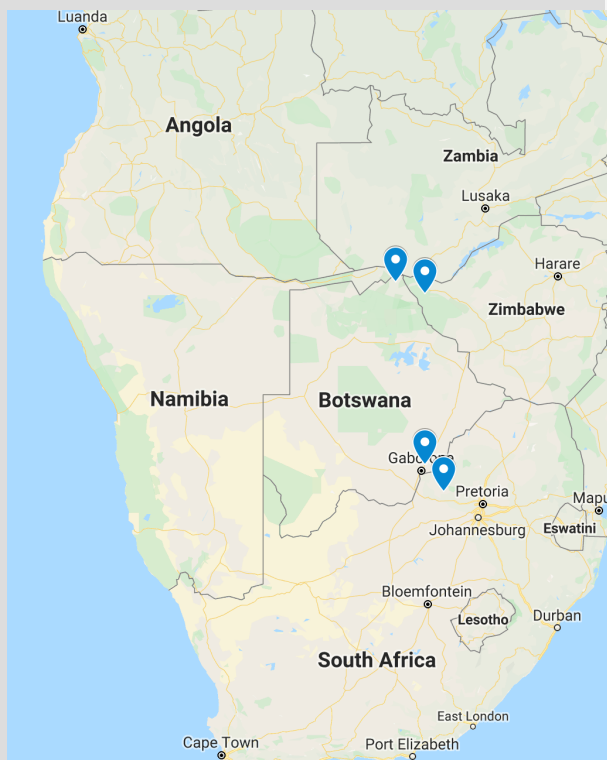 Luanda
Angola
Zambia
Lusaka
Harare
Zimbabwe
Namibia
Botswana
Gaborone
Pretoria
Mapu
Johannesburg
Eswatini
Bloemfontein
Lesotho
Durban
South Africa
East London
Cape Town
Port Elizabeth